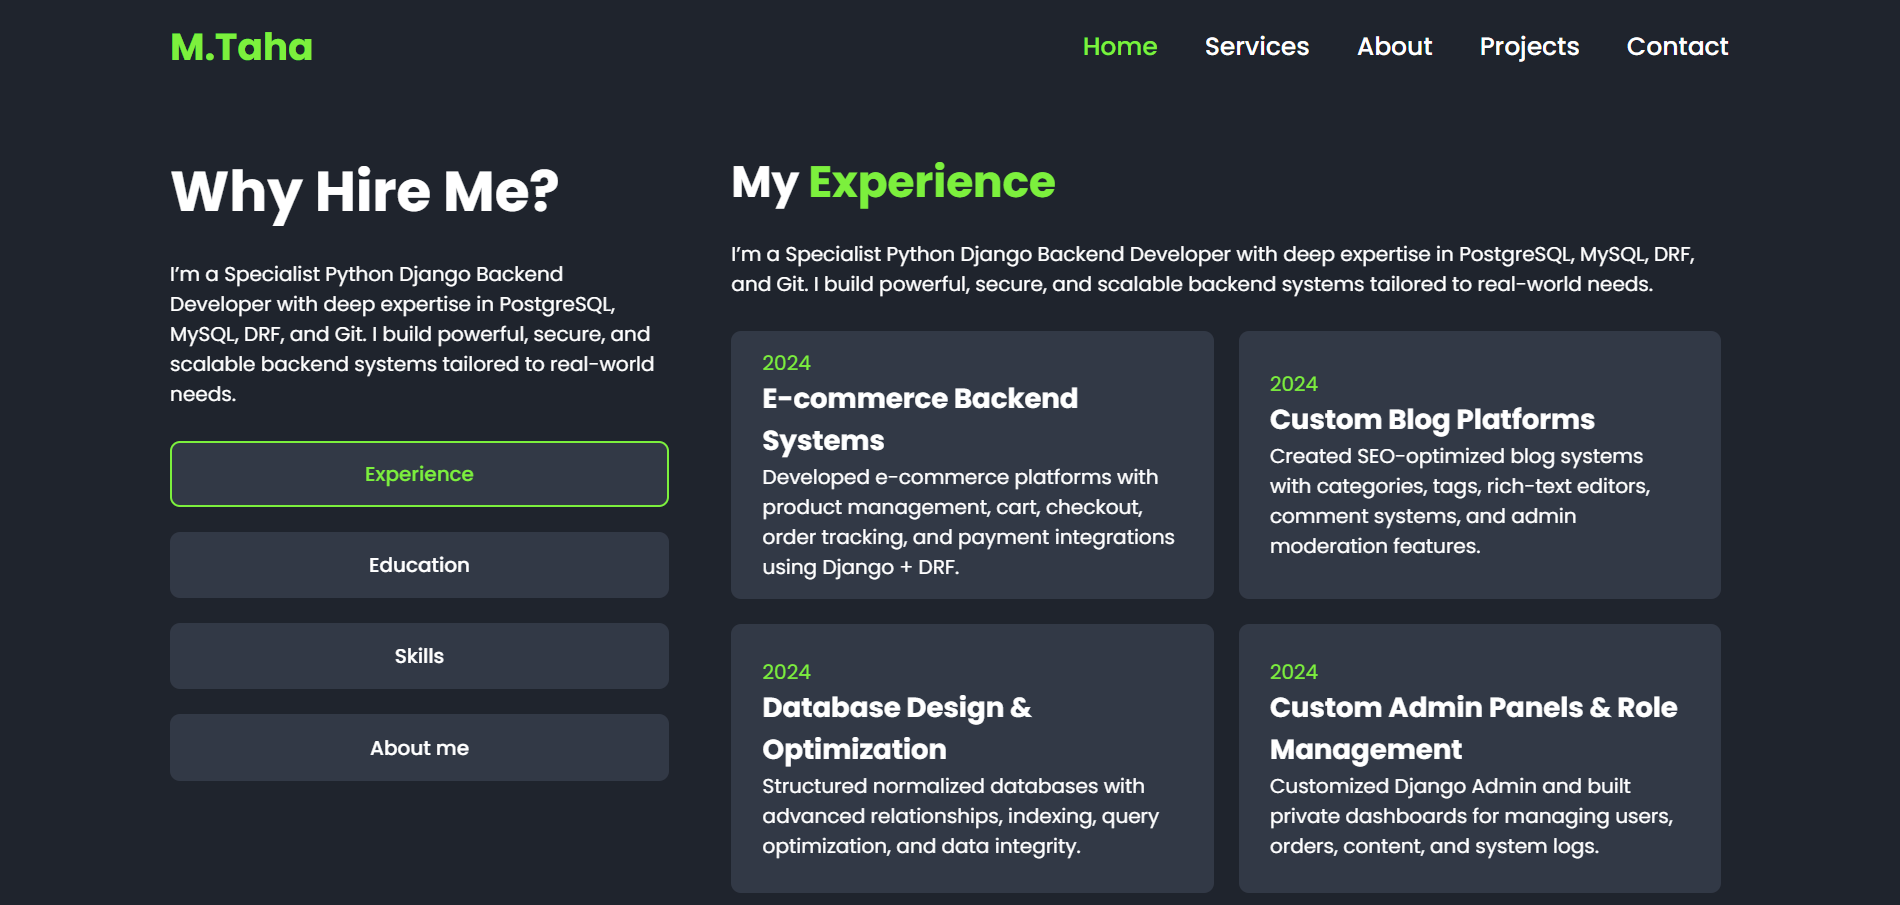 M.Taha
Home Services About Projects Contact
Why Hire Me?
I’m a Specialist Python Django Backend
Developer with deep expertise in PostgreSQL,
MySQL, DRF, and Git. I build powerful, secure, and
scalable backend systems tailored to real-world
needs.
Experience
Education
Skills
About me
My Experience
I’m a Specialist Python Django Backend Developer with deep expertise in PostgreSQL, MySQL, DRF,
and Git. I build powerful, secure, and scalable backend systems tailored to real-world needs.
2024
E-commerce Backend
Systems
Developed e-commerce platforms with
product management, cart, checkout,
order tracking, and payment integrations
using Django + DRF.
2024
Custom Blog Platforms
Created SEO-optimized blog systems
with categories, tags, rich-text editors,
comment systems, and admin
moderation features.
2024
Database Design &
Optimization
Structured normalized databases with
advanced relationships, indexing, query
optimization, and data integrity.
2024
Custom Admin Panels & Role
Management
Customized Django Admin and built
private dashboards for managing users,
orders, content, and system logs.